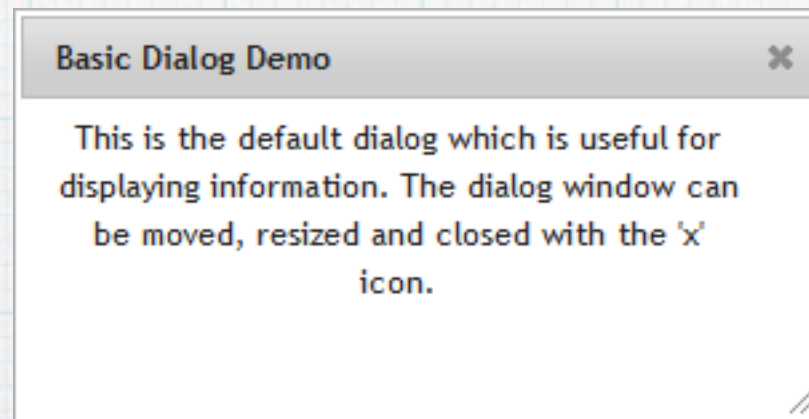 Basic Dialog Demo
This is the default dialog which is useful for
displaying information. The dialog window can
be moved, resized and closed with the 'x'
icon.